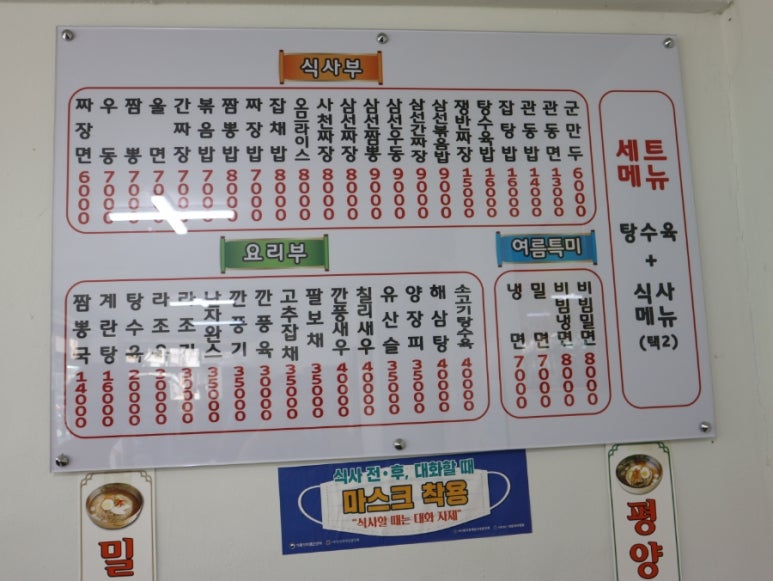 식사부
짜장면 6000
우동 7000
짬뽕 7000
울면 7000
간짜장 7000
볶음밥 7000
짬뽕밥 8000
짜장밥 7000
잡채밥 8000
오므라이스 8000
사천짜장 8000
삼선짜장 8000
삼선짬뽕 9000
삼선우동 9000
삼선간짜장 9000
삼선볶음밥 9000
쟁반짜장 15000
탕수육밥 16000
잡탕밥 16000
관동밥 14000
관동면 13000
군만두 6000
요리부
짬뽕국 14000
계란탕 16000
탕수육 20000
라조육
라조기
난자완스 35000
깐풍기 35000
깐풍육 30000
고추잡채 35000
팔보채 35000
깐풍새우 40000
칠리새우 40000
유산슬 35000
양장피 35000
해삼탕 40000
소고기탕수육 40000
여름특미
냉면 7000
밀면 7000
비빔냉면 8000
비빔밀면 8000
세트
메뉴
탕수육
+
식사
메뉴
(택2)
식사 전·후, 대화할 때
마스크 착용
"식사할 때는 대화 자제"
밀
평양